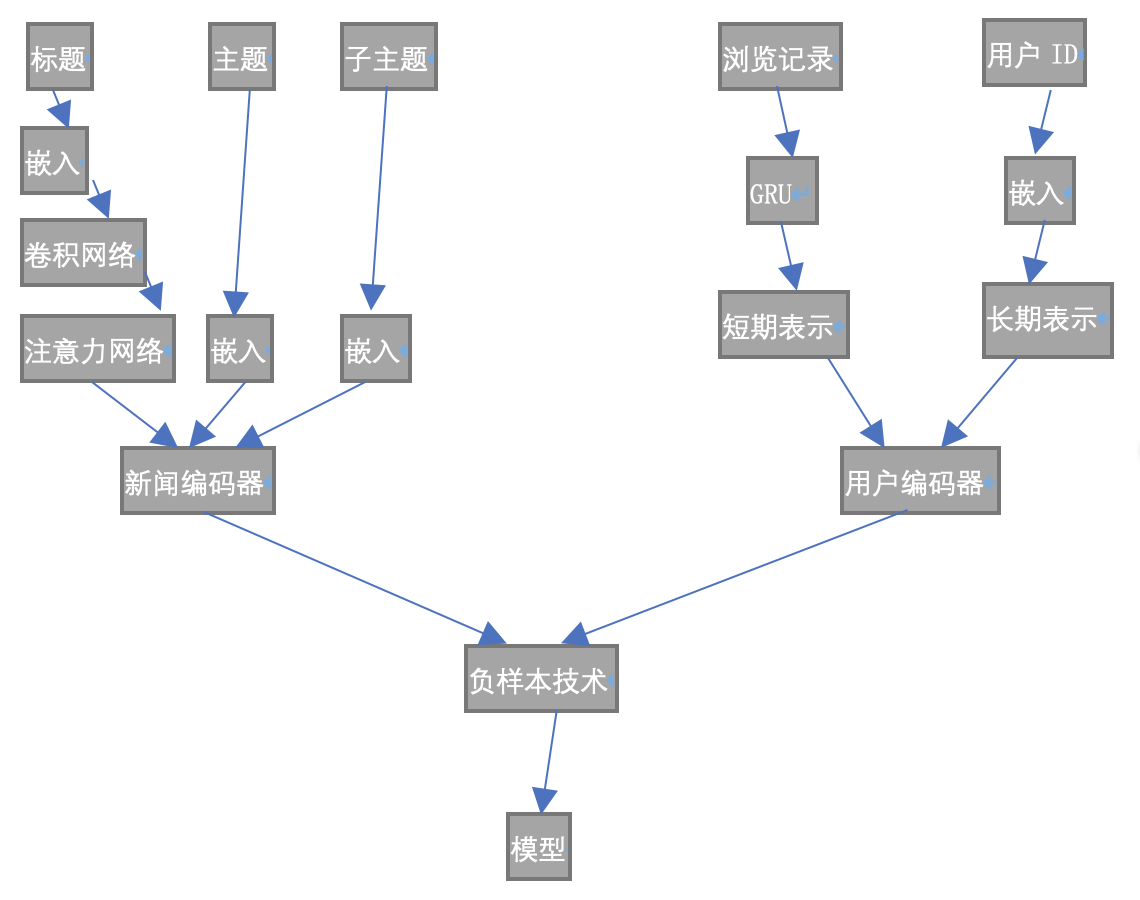 标题
主题
子主题
浏览记录
用户 ID
嵌入
GRU
嵌入
卷积网络
短期表示
长期表示
注意力网络
嵌入
嵌入
新闻编码器
用户编码器
负样本技术
模型